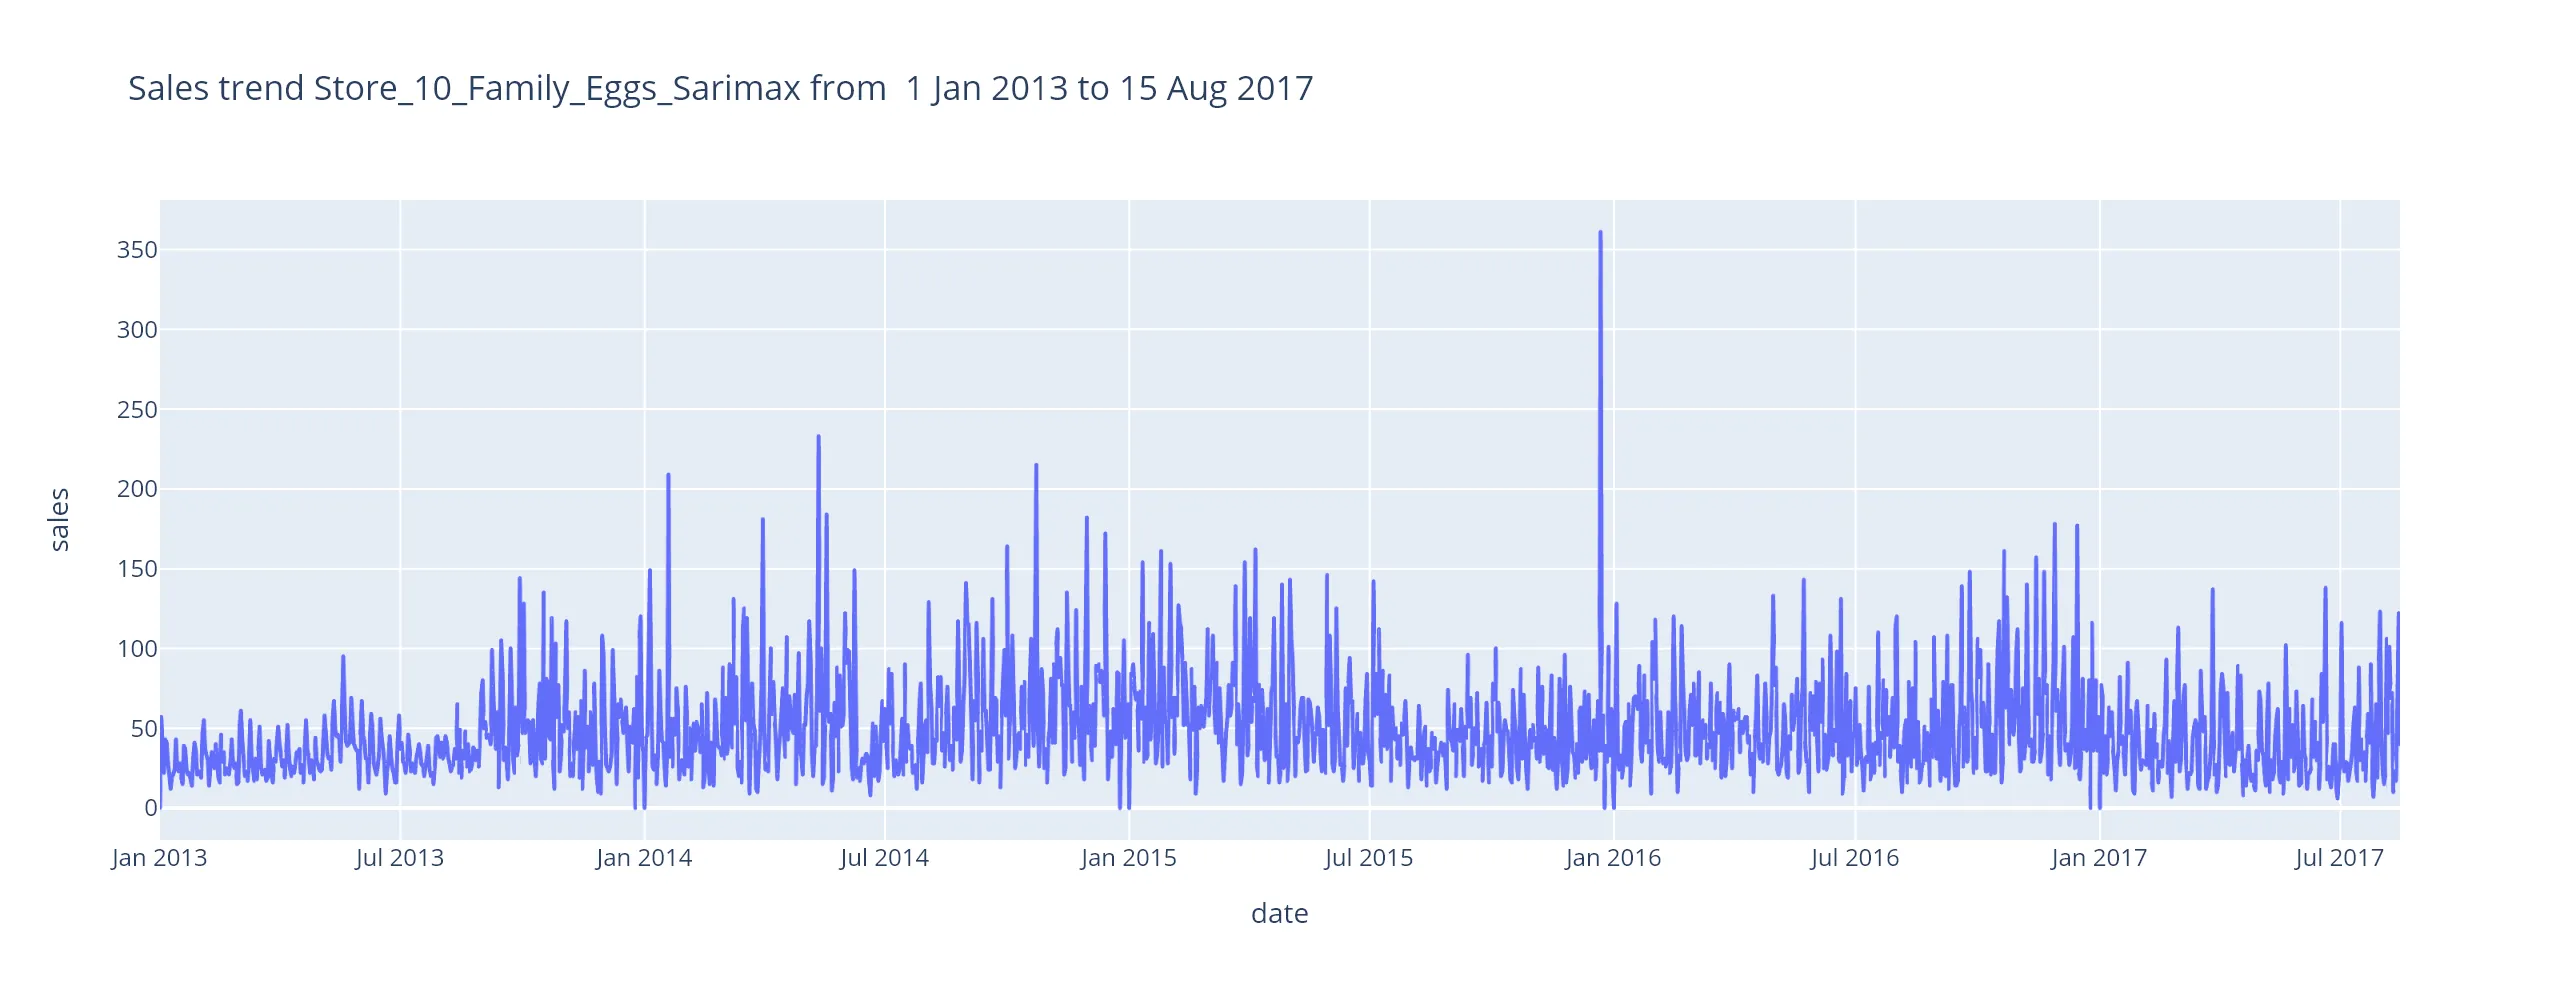 Sales trend Store_10_Family_Eggs_Sarimax from  1 Jan 2013 to 15 Aug 2017
350
300
250
200
150
100
50
0
sales
Jan 2013
Jul 2013
Jan 2014
Jul 2014
Jan 2015
Jul 2015
Jan 2016
Jul 2016
Jan 2017
Jul 2017
date